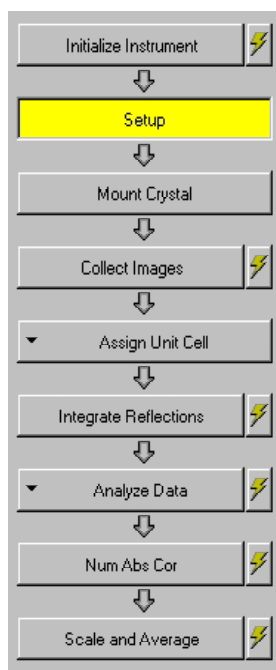 Initialize Instrument
Setup
Mount Crystal
Collect Images
Assign Unit Cell
Integrate Reflections
Analyze Data
Num Abs Cor
Scale and Average